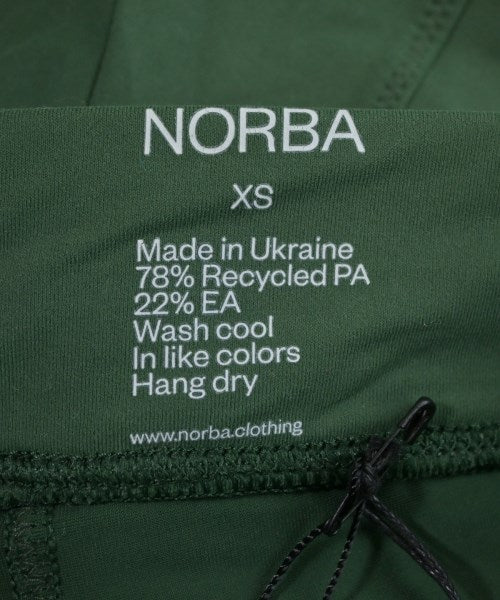 NORBA
XS
Made in Ukraine
78% Recycled PA
22% EA
Wash cool
In like colors
Hang dry
www.norba.clothing